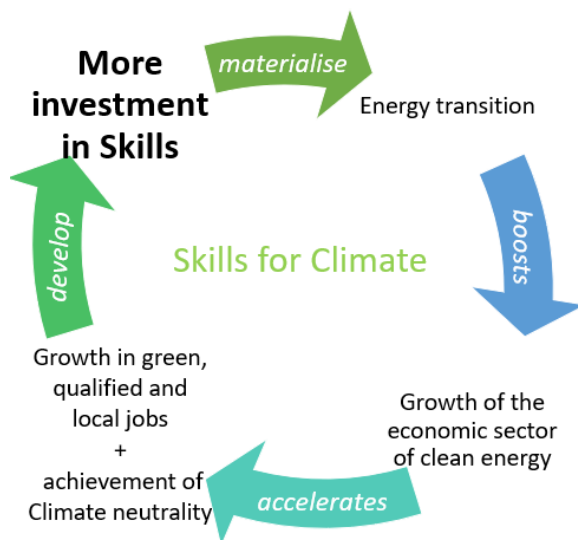 More
investment
in Skills
materialise
Energy transition
boosts
Growth of the
economic sector
of clean energy
accelerates
Growth in green,
qualified and
local jobs
+
achievement of
Climate neutrality
develop
Skills for Climate